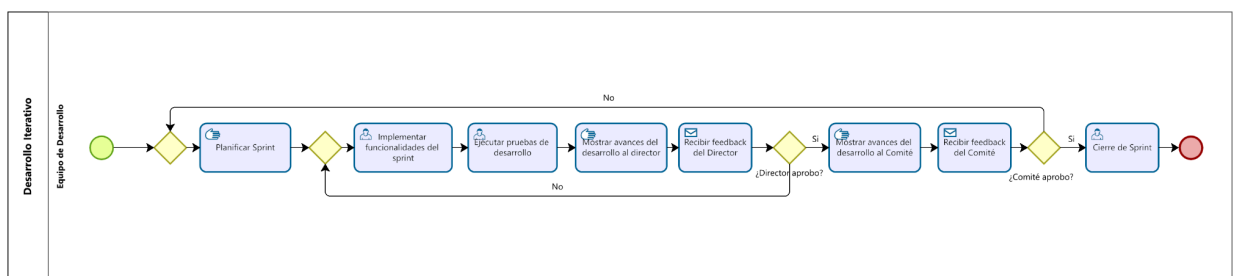 Desarrollo Iterativo
Equipo de Desarrollo
No
Planificar Sprint
Implementar
funcionalidades del
sprint
Ejecutar pruebas de
desarrollo
Mostrar avances del
desarrollo al director
Recibir feedback
del Director
Si
¿Director aprobo?
Mostrar avances del
desarrollo al Comité
Recibir feedback
del Comité
Si
¿Comité aprobo?
Cierre de Sprint
No